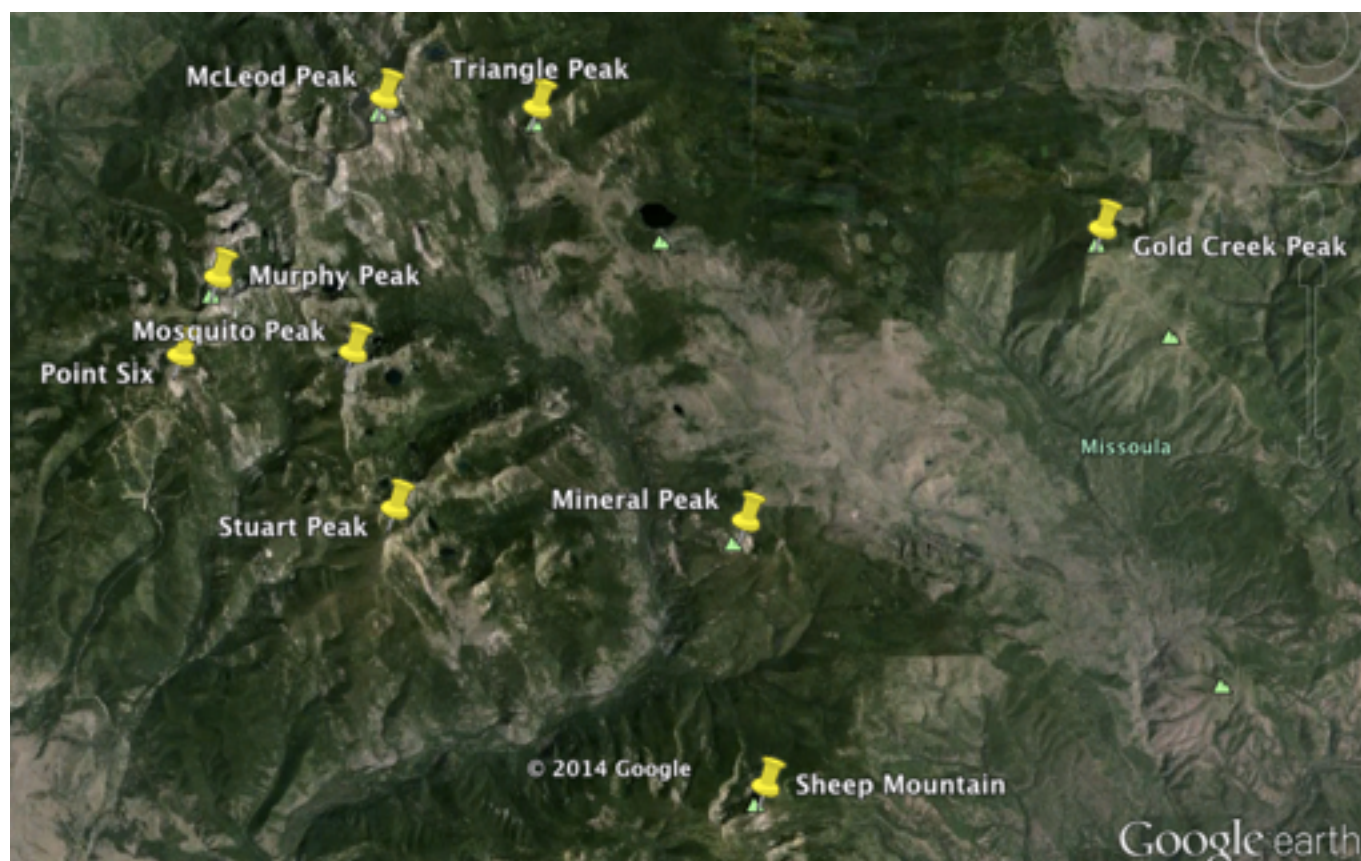 McLeod Peak
Triangle Peak
Gold Creek Peak
Murphy Peak
Mosquito Peak
Point Six
Missoula
Mineral Peak
Stuart Peak
© 2014 Google
Sheep Mountain
Google earth